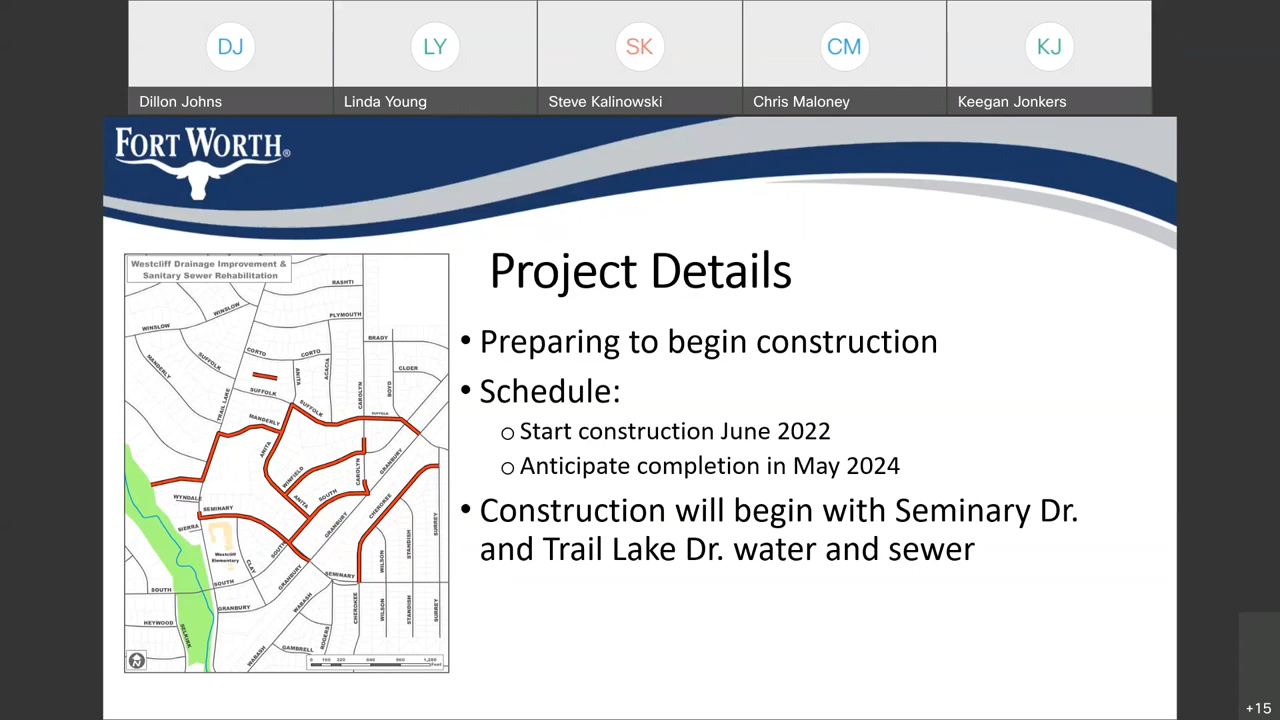 DJ
LY
SK
CM
KJ
Dillon Johns
Linda Young
Steve Kalinowski
Chris Maloney
Keegan Jonkers
FORT WORTH®
Westcliff Drainage Improvement &
Sanitary Sewer Rehabilitation
RASHTI
WINSLOW
PLYMOUTH
WINSLOW
BRADY
CORTO
CORTO
SUFFOLK
MANDERLY
ACACIA
CLOER
ANITA
BOYD
CAROLYN
SUFFOLK
TRAIL LAKE
SUFFOLK
SUFFOLK
MANDERLY
ANITA
GRANBURY
CAROLYN
WINFIELD
WYNDALE
SOUTH
ANITA
CHEROKEE
SEMINARY
GRANBURY
SURREY
SIERRA
STANDISH
Westcliff
Elementary
SOUTH
WILSON
CLAY
GRANBURY
SEMINARY
SOUTH
SOUTH
GRANBURY
WABASH
CHEROKEE
WILSON
STANDISH
SURREY
HEYWOOD
SELKIRK
RODGERS
GAMBRELL
WABASH
Project Details
• Preparing to begin construction
• Schedule:
o Start construction June 2022
o Anticipate completion in May 2024
• Construction will begin with Seminary Dr.
and Trail Lake Dr. water and sewer
+15